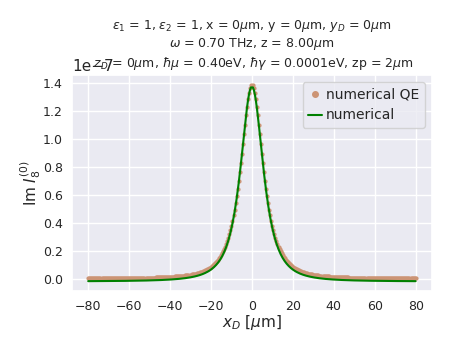 ε₁ = 1, ε₂ = 1, x = 0μm, y = 0μm, y_D = 0μm
ω = 0.70 THz, z = 8.00μm
z_D = 0μm, ħμ = 0.40eV, ħγ = 0.0001eV, zp = 2μm
1e−7
1.4
1.2
1.0
0.8
0.6
0.4
0.2
0.0
Im I₈⁽⁰⁾
numerical QE
numerical
−80 −60 −40 −20 0 20 40 60 80
x_D [μm]